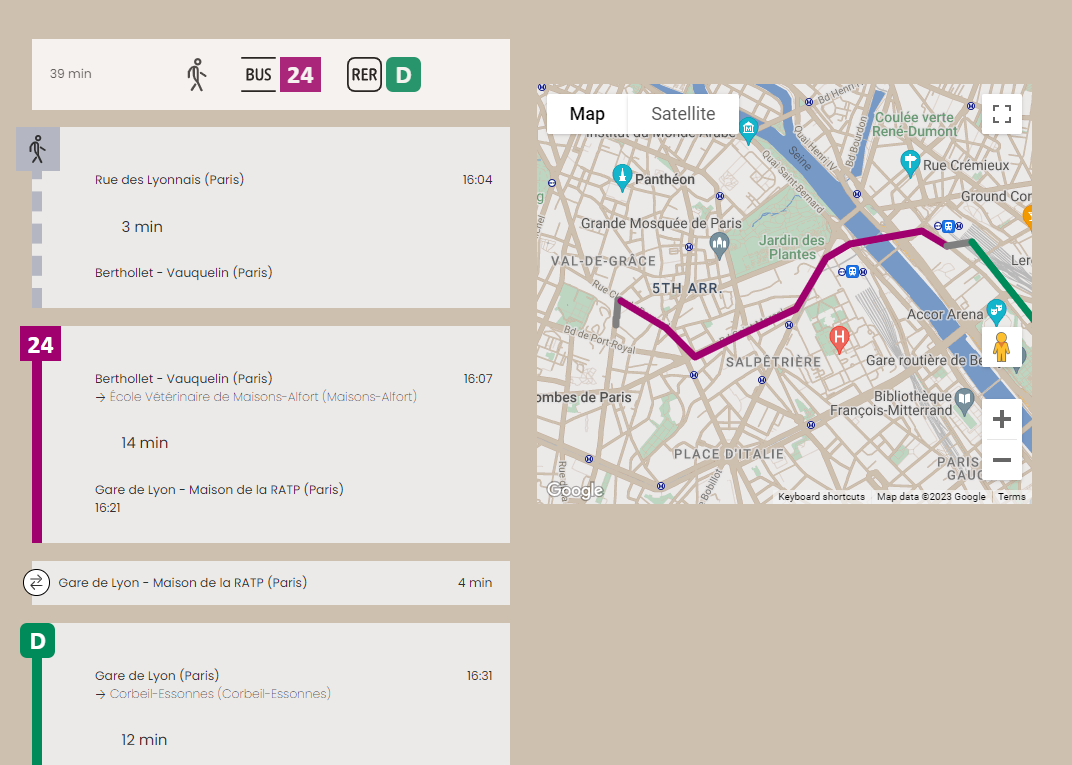 39 min
BUS 24
RER D
Rue des Lyonnais (Paris) 16:04
3 min
Berthollet - Vauquelin (Paris)
24
Berthollet - Vauquelin (Paris) 16:07
→ École Vétérinaire de Maisons-Alfort (Maisons-Alfort)
14 min
Gare de Lyon - Maison de la RATP (Paris)
16:21
Gare de Lyon - Maison de la RATP (Paris) 4 min
D
Gare de Lyon (Paris) 16:31
→ Corbeil-Essonnes (Corbeil-Essonnes)
12 min
Map Satellite
Bd Henri IV
Institut du Monde Arabe
Coulée verte
René-Dumont
Quai Henri IV
Bd Bourdon
Seine
Quai Saint-Bernard
Rue Crémieux
Panthéon
Ground Con
Grande Mosquée de Paris
Jardin des
Plantes
VAL-DE-GRÂCE
Ler
5TH ARR.
Rue Cl
Accor Arena
Bd de Port-Royal
H
SALPÊTRIÈRE
Gare routière de Be
ombes de Paris
Bibliothèque
François-Mitterrand
PLACE D'ITALIE
PARIS
GAUC
Bobillot
Google
Keyboard shortcuts Map data ©2023 Google Terms